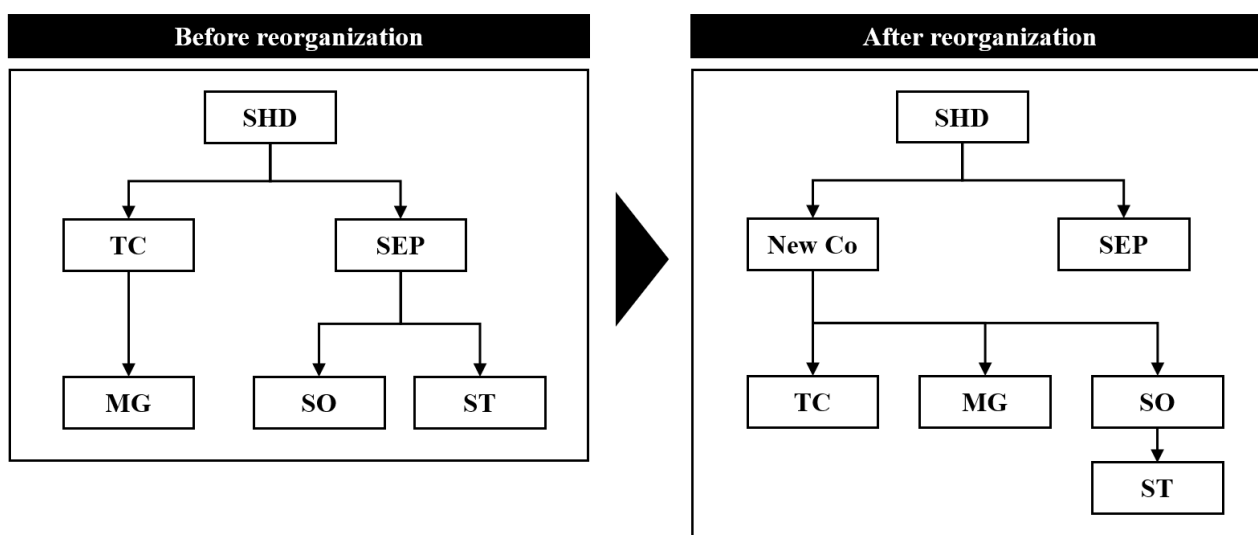 Before reorganization
SHD
TC
SEP
MG
SO
ST
After reorganization
SHD
New Co
SEP
TC
MG
SO
ST